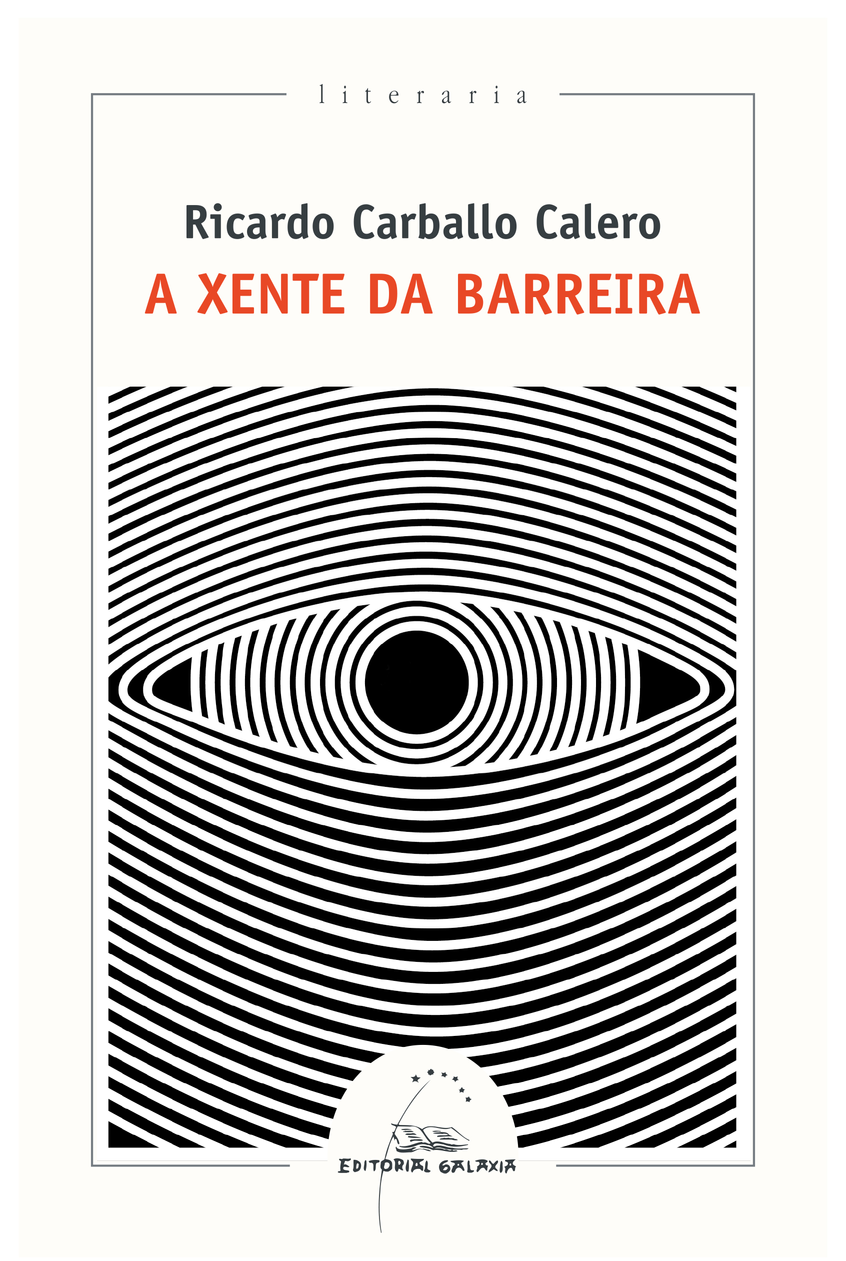 literaria
Ricardo Carballo Calero
A XENTE DA BARREIRA
EDITORIAL GALAXIA